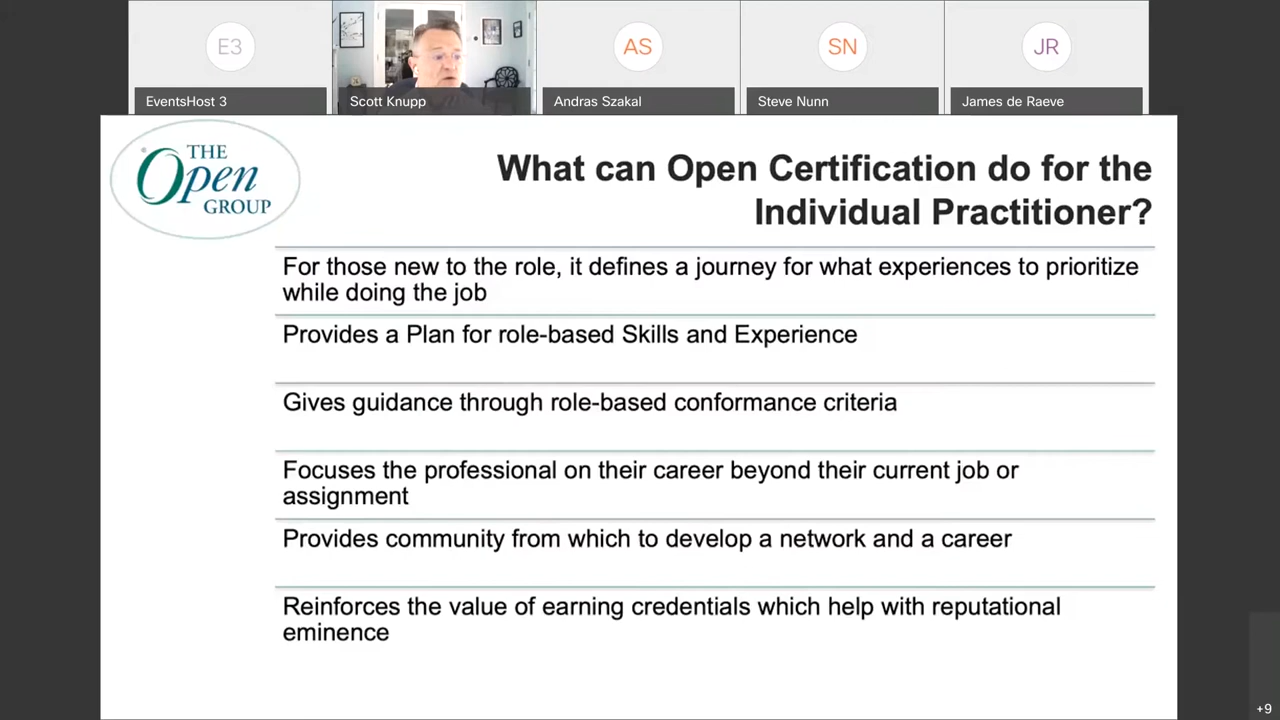 E3
AS
SN
JR
EventsHost 3
Scott Knupp
Andras Szakal
Steve Nunn
James de Raeve
THE
Open
GROUP
®
What can Open Certification do for the
Individual Practitioner?
For those new to the role, it defines a journey for what experiences to prioritize
while doing the job
Provides a Plan for role-based Skills and Experience
Gives guidance through role-based conformance criteria
Focuses the professional on their career beyond their current job or
assignment
Provides community from which to develop a network and a career
Reinforces the value of earning credentials which help with reputational
eminence
+9